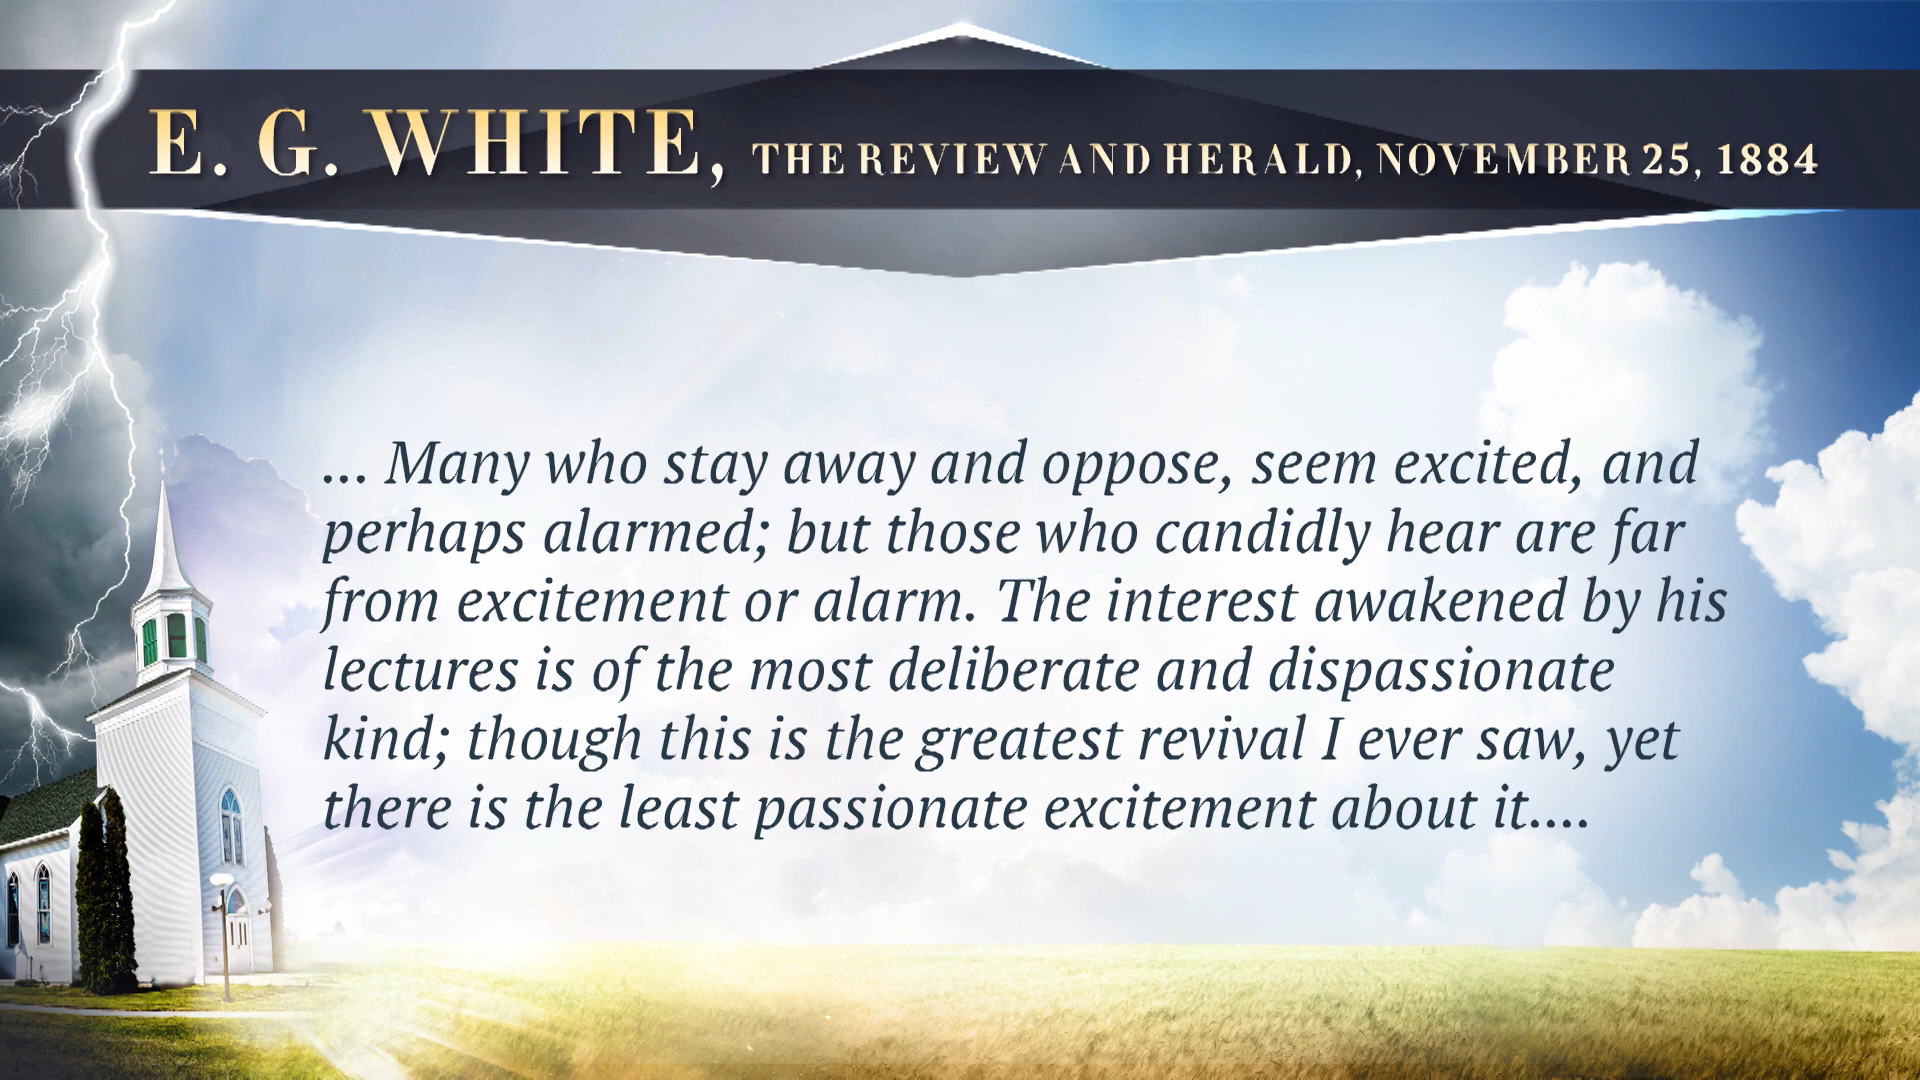 E. G. WHITE, THE REVIEW AND HERALD, NOVEMBER 25, 1884
... Many who stay away and oppose, seem excited, and
perhaps alarmed; but those who candidly hear are far
from excitement or alarm. The interest awakened by his
lectures is of the most deliberate and dispassionate
kind; though this is the greatest revival I ever saw, yet
there is the least passionate excitement about it....